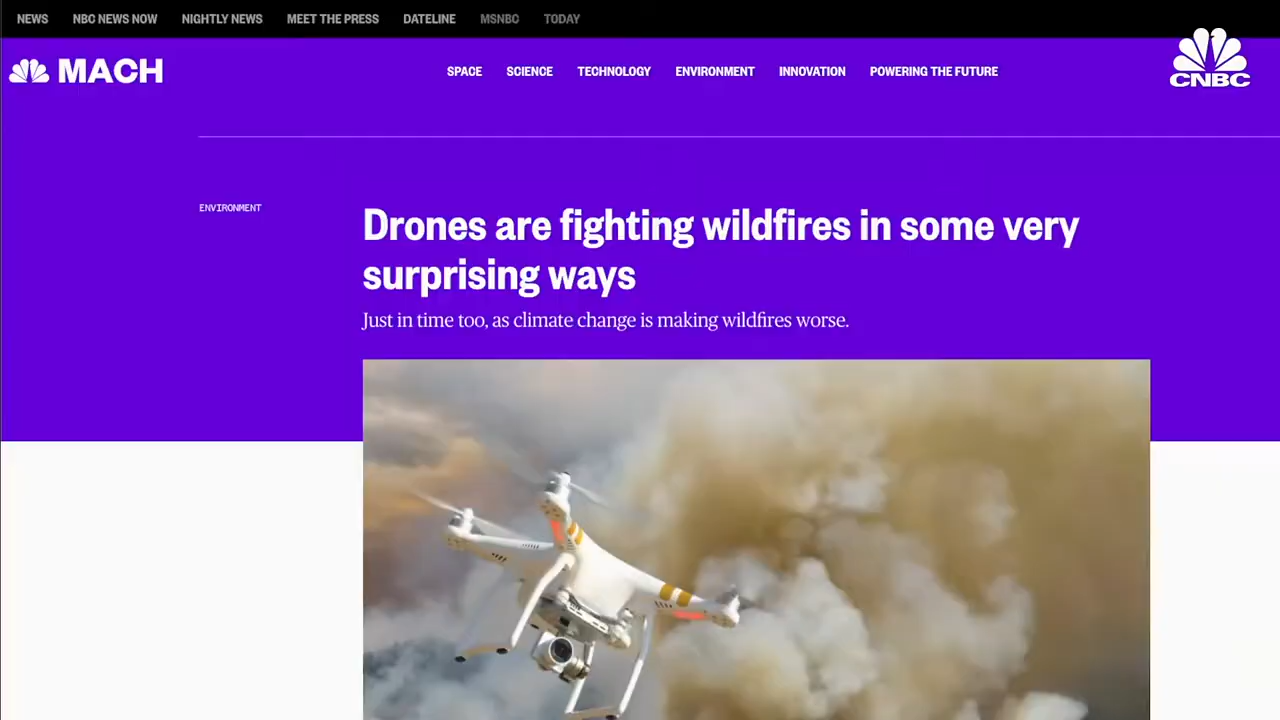 NEWS NBC NEWS NOW NIGHTLY NEWS MEET THE PRESS DATELINE MSNBC TODAY
MACH SPACE SCIENCE TECHNOLOGY ENVIRONMENT INNOVATION POWERING THE FUTURE
CNBC
ENVIRONMENT
Drones are fighting wildfires in some very
surprising ways
Just in time too, as climate change is making wildfires worse.